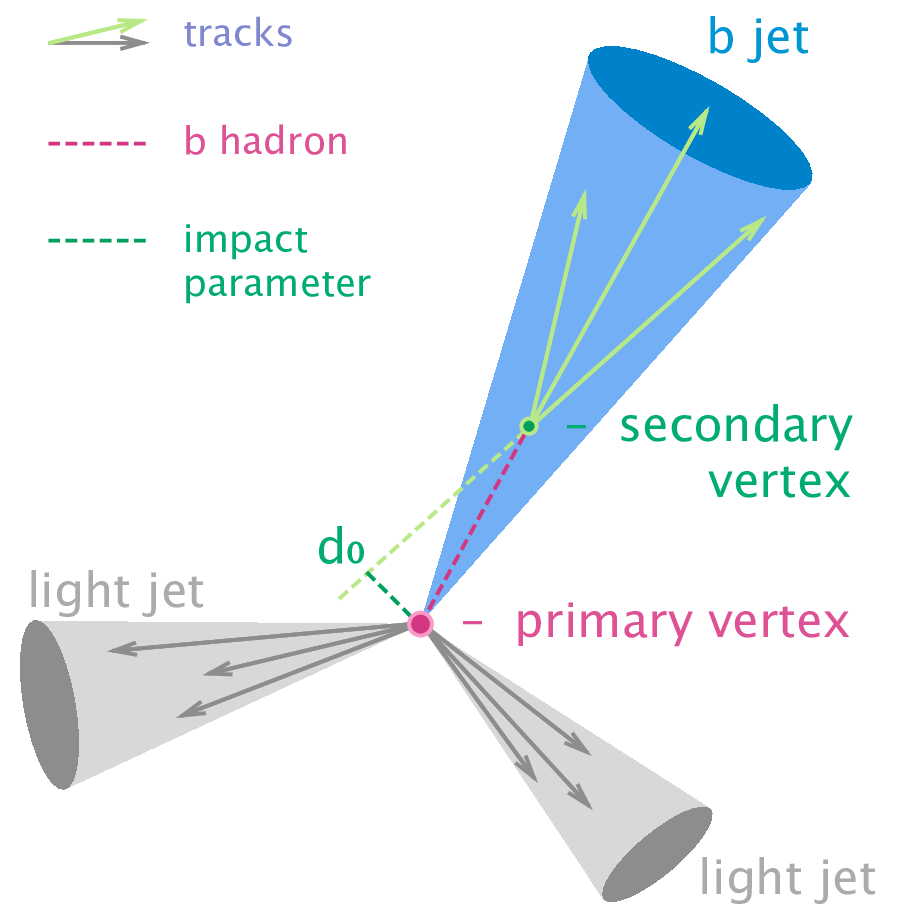 tracks
b jet
b hadron
impact
parameter
secondary
vertex
d₀
light jet
primary vertex
light jet